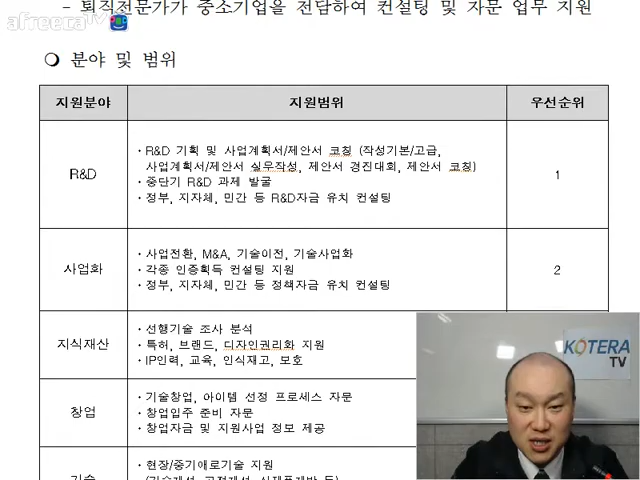 afreecaTV
- 퇴직전문가가 중소기업을 전담하여 컨설팅 및 자문 업무 지원
❍ 분야 및 범위
지원분야 지원범위 우선순위
R&D
· R&D 기획 및 사업계획서/제안서 코칭 (작성기본/고급,
사업계획서/제안서 실무작성, 제안서 경진대회, 제안서 코칭)
· 중단기 R&D 과제 발굴
· 정부, 지자체, 민간 등 R&D자금 유치 컨설팅
1
사업화
· 사업전환, M&A, 기술이전, 기술사업화
· 각종 인증획득 컨설팅 지원
· 정부, 지자체, 민간 등 정책자금 유치 컨설팅
2
지식재산
· 선행기술 조사 분석
· 특허, 브랜드, 디자인권리화 지원
· IP인력, 교육, 인식재고, 보호
창업
· 기술창업, 아이템 선정 프로세스 자문
· 창업입주 준비 자문
· 창업자금 및 지원사업 정보 제공
기술
· 현장/중기애로기술 지원
KOTERA
TV